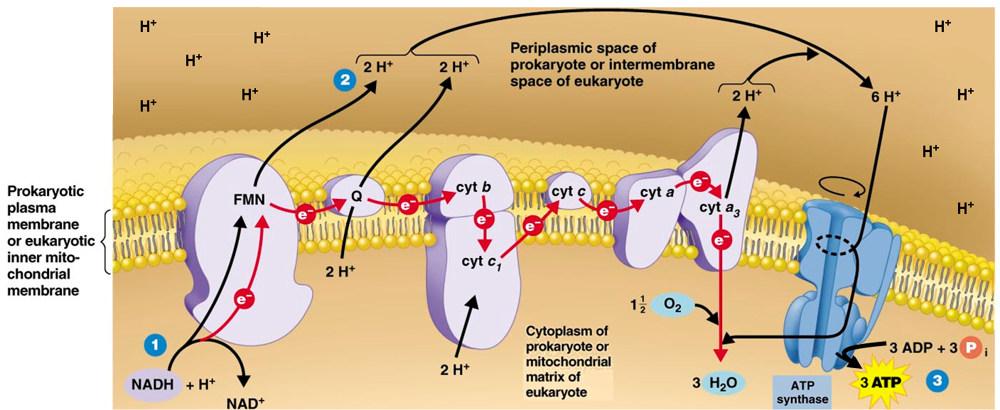 H⁺
H⁺
H⁺
H⁺
H⁺
H⁺
H⁺
H⁺
H⁺
2
2 H⁺
2 H⁺
Periplasmic space of
prokaryote or intermembrane
space of eukaryote
2 H⁺
6 H⁺
Prokaryotic
plasma
membrane
or eukaryotic
inner mito-
chondrial
membrane
FMN
e⁻
Q
e⁻
cyt b
e⁻
cyt c₁
e⁻
cyt c
e⁻
cyt a
e⁻
cyt a₃
e⁻
2 H⁺
e⁻
1
NADH + H⁺
NAD⁺
2 H⁺
Cytoplasm of
prokaryote or
mitochondrial
matrix of
eukaryote
1 1/2 O₂
3 H₂O
ATP
synthase
3 ADP + 3 P i
3 ATP
3